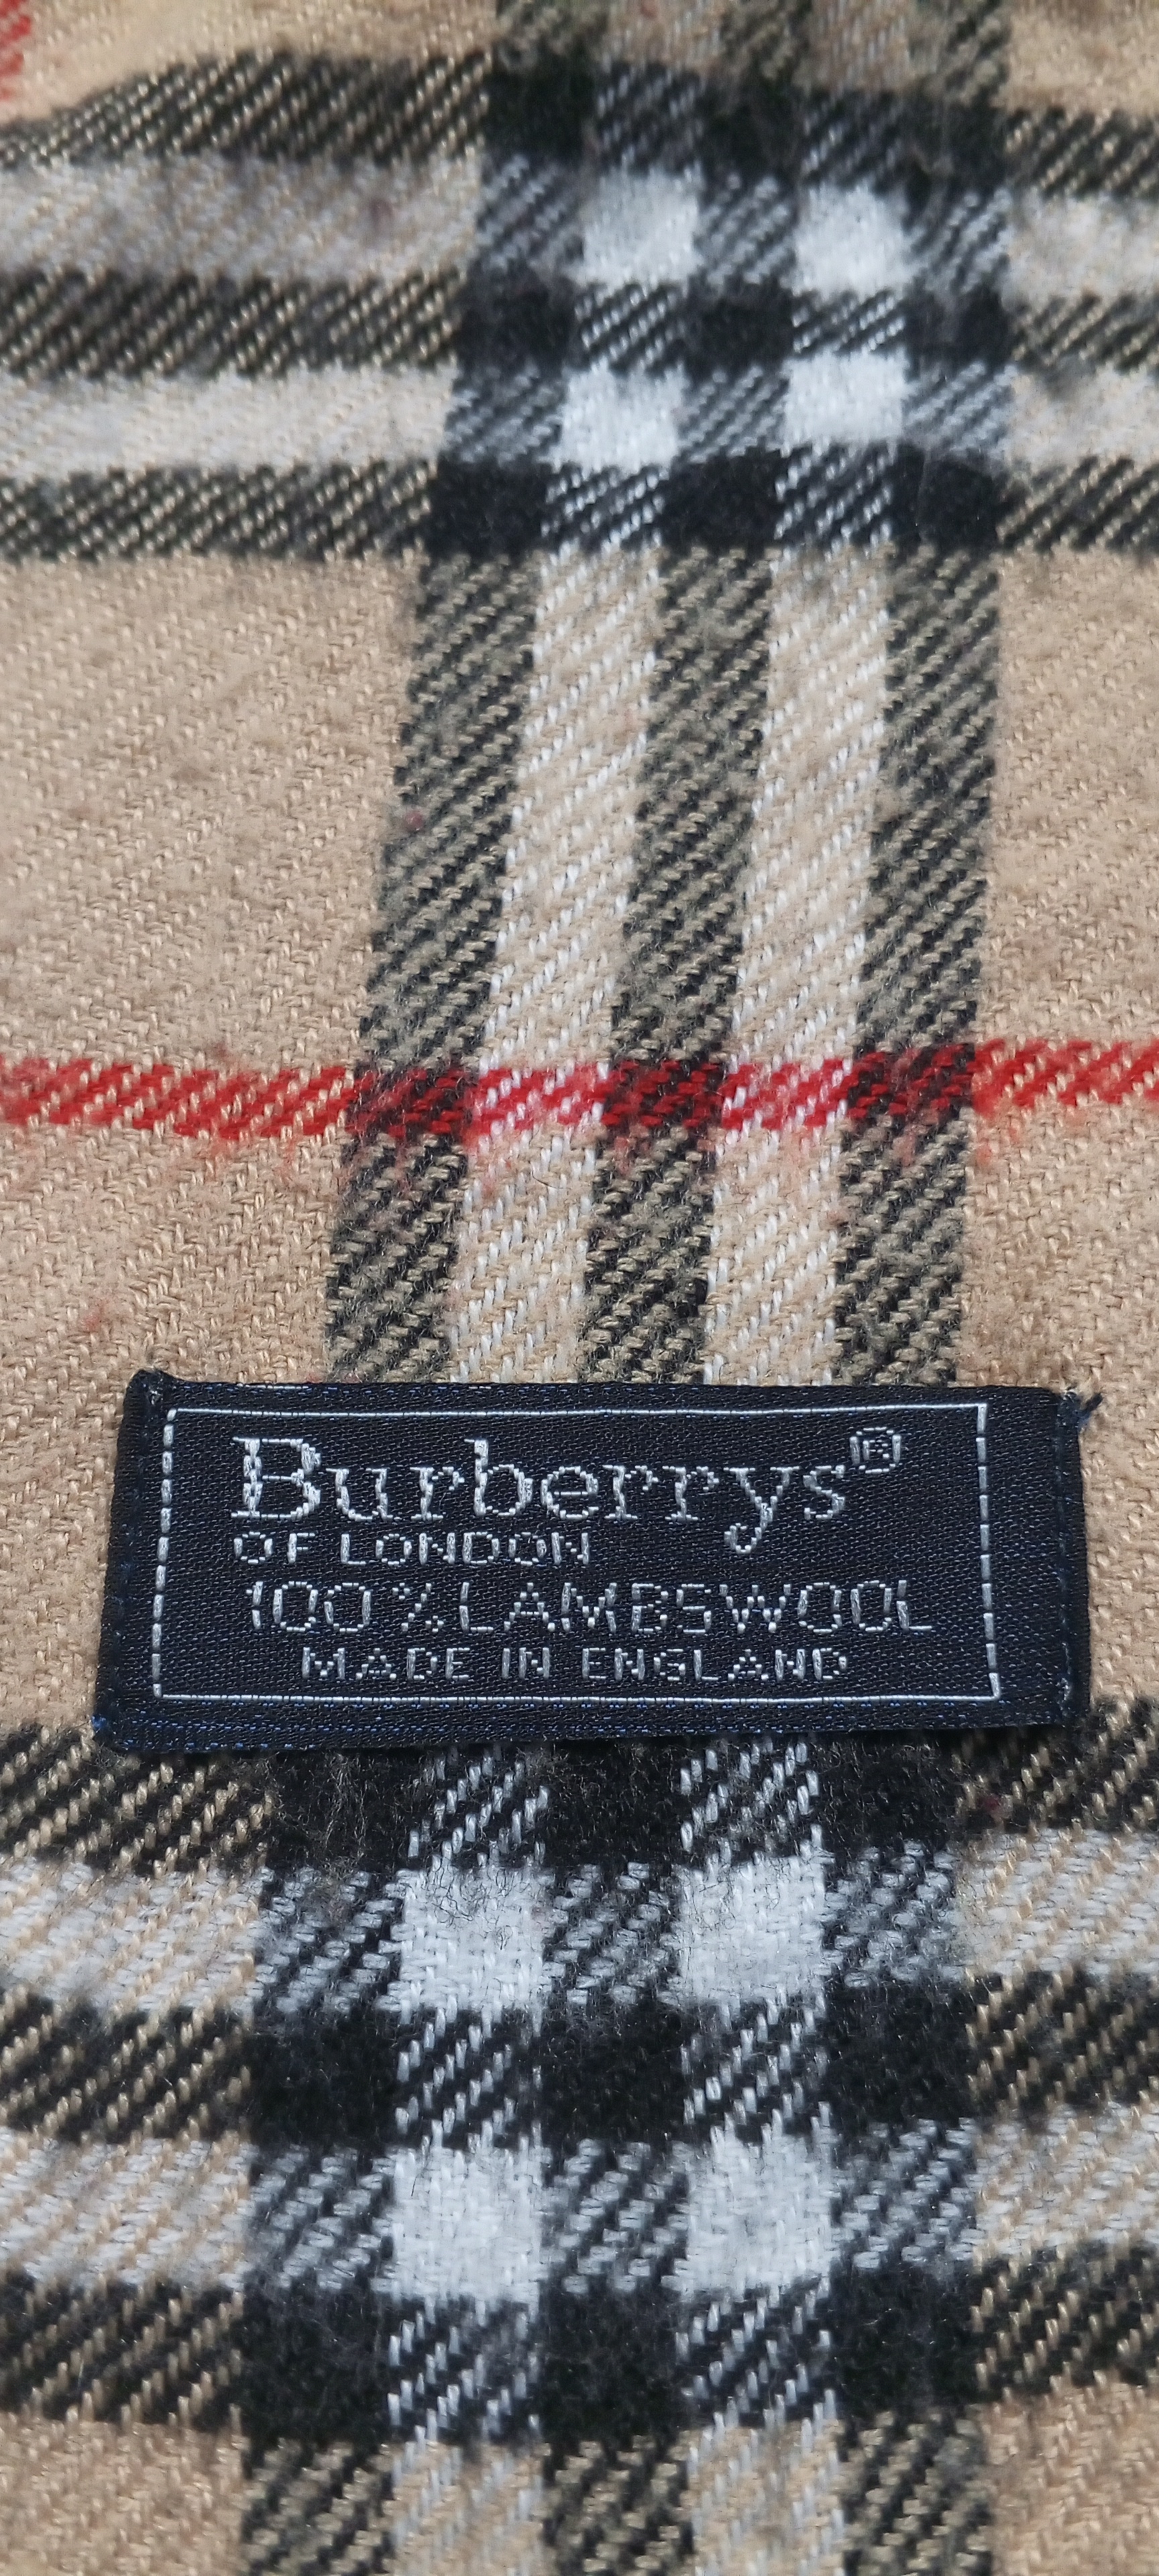 Burberrys®
OF LONDON
100% LAMBSWOOL
MADE IN ENGLAND